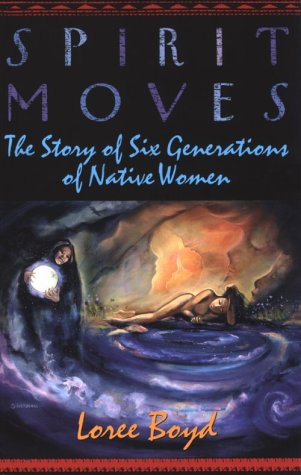 SPIRIT
MOVES
The Story of Six Generations
of Native Women
Loree Boyd